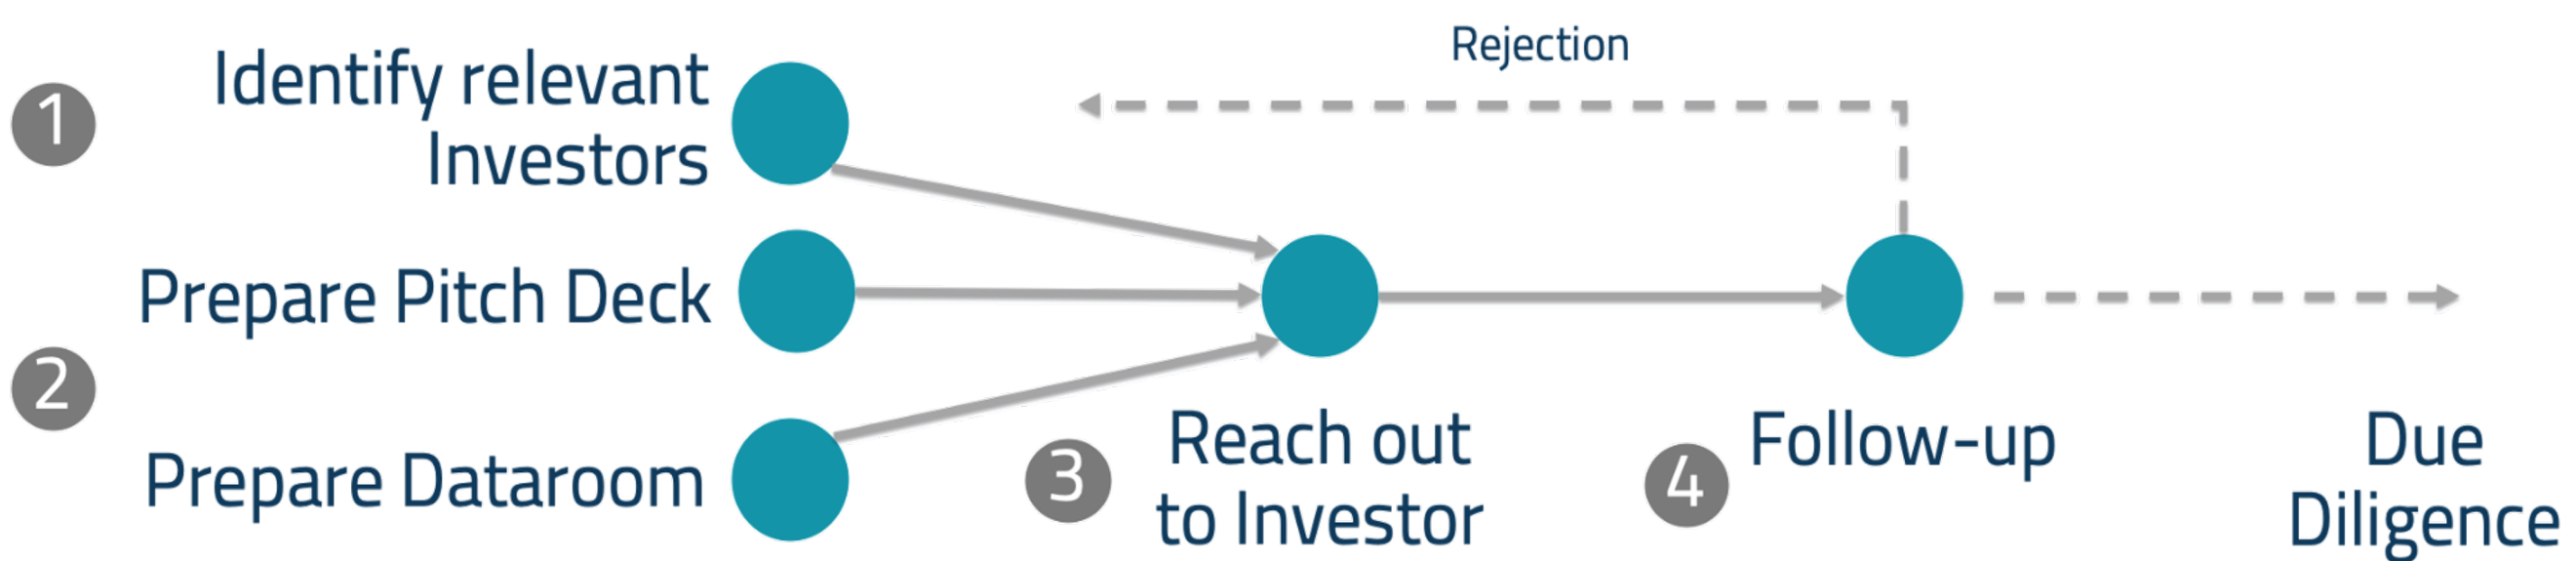 Rejection
1
Identify relevant
Investors
Prepare Pitch Deck
2
Prepare Dataroom
3
Reach out
to Investor
4
Follow-up
Due
Diligence